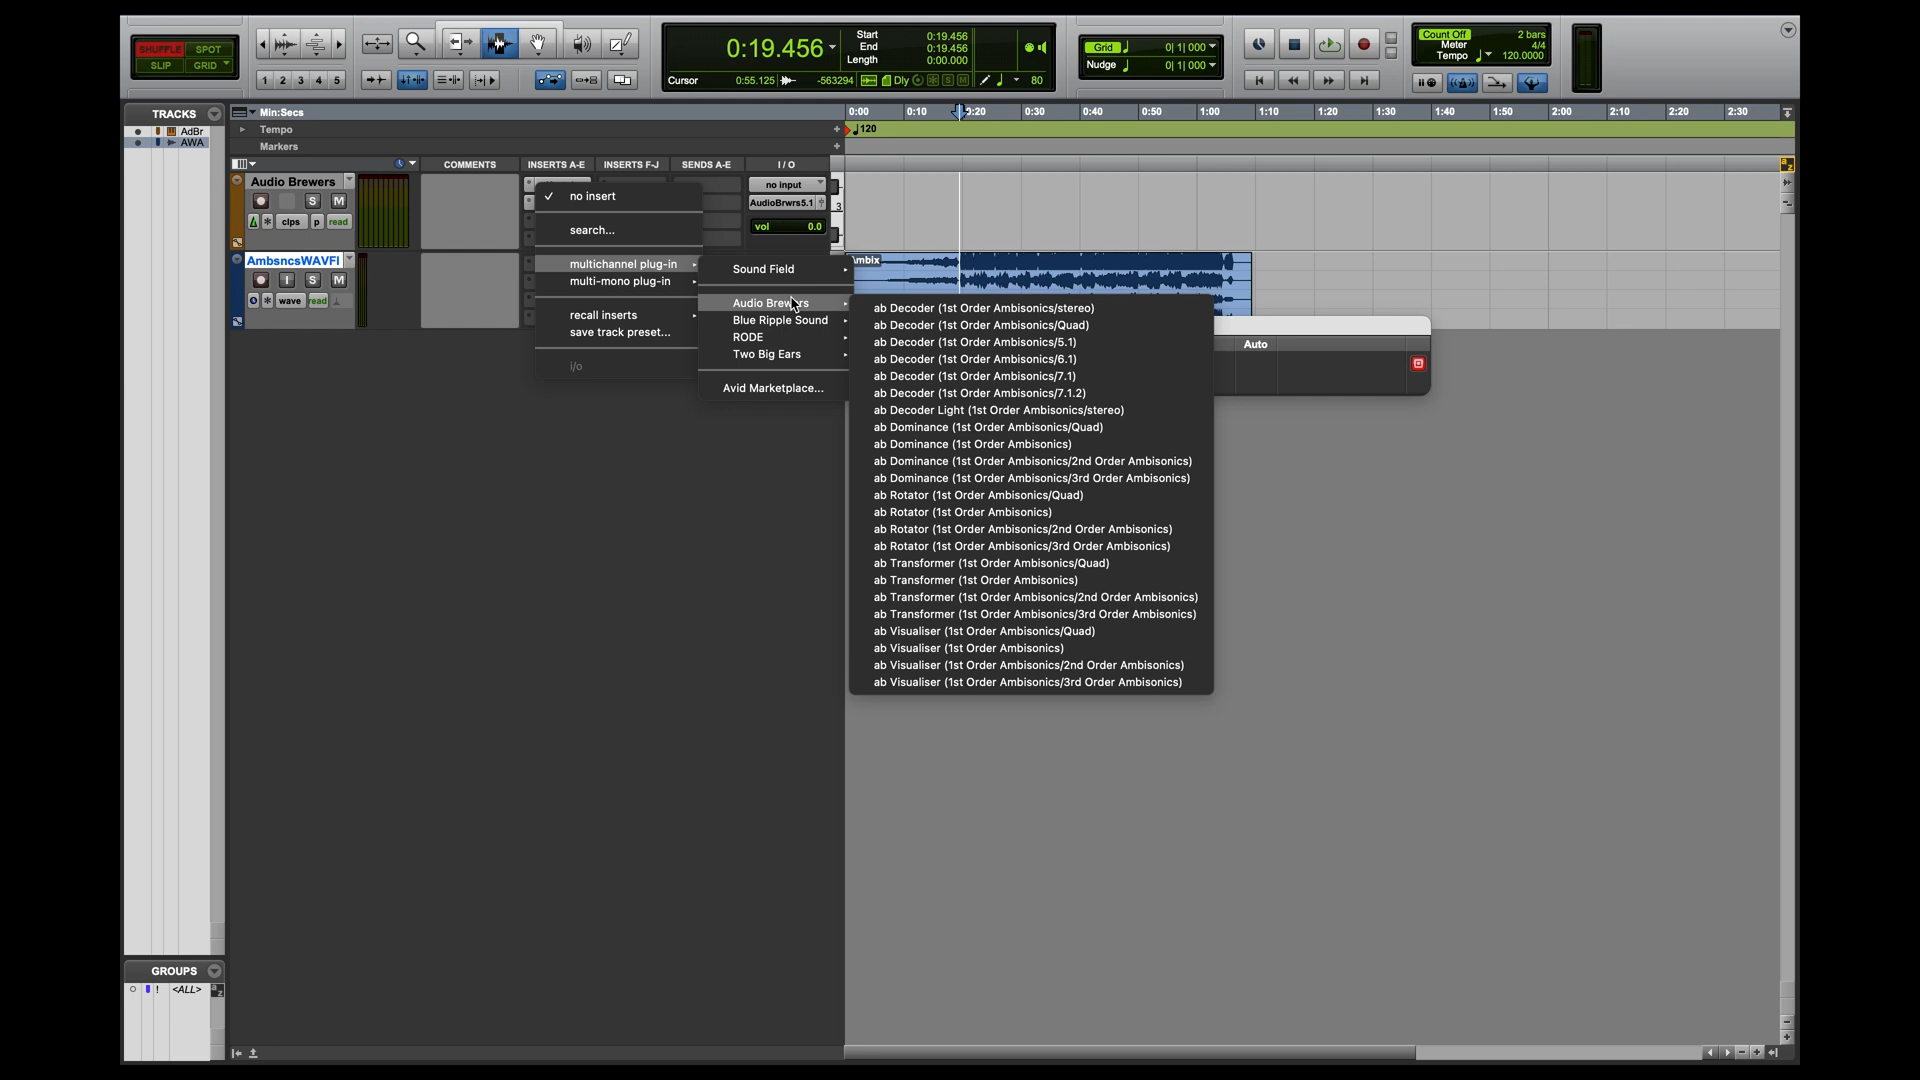 SHUFFLE SPOT
SLIP GRID
1 2 3 4 5
0:19.456
Start 0:19.456
End 0:19.456
Length 0:00.000
Cursor 0:55.125 -563294 Dly S M 80
Grid 0| 1| 000
Nudge 0| 1| 000
Count Off 2 bars
Meter 4/4
Tempo 120.0000
TRACKS
AdBr
AWA
Min:Secs
0:00 0:10 0:20 0:30 0:40 0:50 1:00 1:10 1:20 1:30 1:40 1:50 2:00 2:10 2:20 2:30
Tempo
120
Markers
COMMENTS INSERTS A-E INSERTS F-J SENDS A-E I / O
Audio Brewers
S M
clps p read
no input
AudioBrwrs5.1
vol 0.0
3
AmbsncsWAVFl
I S M
wave read
mbix
no insert
search...
multichannel plug-in
multi-mono plug-in
recall inserts
save track preset...
i/o
Sound Field
Audio Brewers
Blue Ripple Sound
RODE
Two Big Ears
Avid Marketplace...
ab Decoder (1st Order Ambisonics/stereo)
ab Decoder (1st Order Ambisonics/Quad)
ab Decoder (1st Order Ambisonics/5.1)
ab Decoder (1st Order Ambisonics/6.1)
ab Decoder (1st Order Ambisonics/7.1)
ab Decoder (1st Order Ambisonics/7.1.2)
ab Decoder Light (1st Order Ambisonics/stereo)
ab Dominance (1st Order Ambisonics/Quad)
ab Dominance (1st Order Ambisonics)
ab Dominance (1st Order Ambisonics/2nd Order Ambisonics)
ab Dominance (1st Order Ambisonics/3rd Order Ambisonics)
ab Rotator (1st Order Ambisonics/Quad)
ab Rotator (1st Order Ambisonics)
ab Rotator (1st Order Ambisonics/2nd Order Ambisonics)
ab Rotator (1st Order Ambisonics/3rd Order Ambisonics)
ab Transformer (1st Order Ambisonics/Quad)
ab Transformer (1st Order Ambisonics)
ab Transformer (1st Order Ambisonics/2nd Order Ambisonics)
ab Transformer (1st Order Ambisonics/3rd Order Ambisonics)
ab Visualiser (1st Order Ambisonics/Quad)
ab Visualiser (1st Order Ambisonics)
ab Visualiser (1st Order Ambisonics/2nd Order Ambisonics)
ab Visualiser (1st Order Ambisonics/3rd Order Ambisonics)
Auto
GROUPS
! <ALL> a z